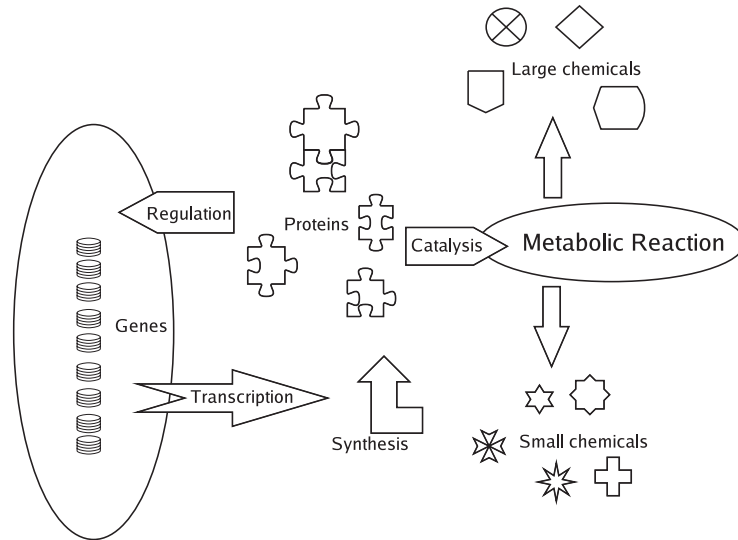 Large chemicals
Regulation
Proteins
Catalysis
Metabolic Reaction
Genes
Transcription
Synthesis
Small chemicals